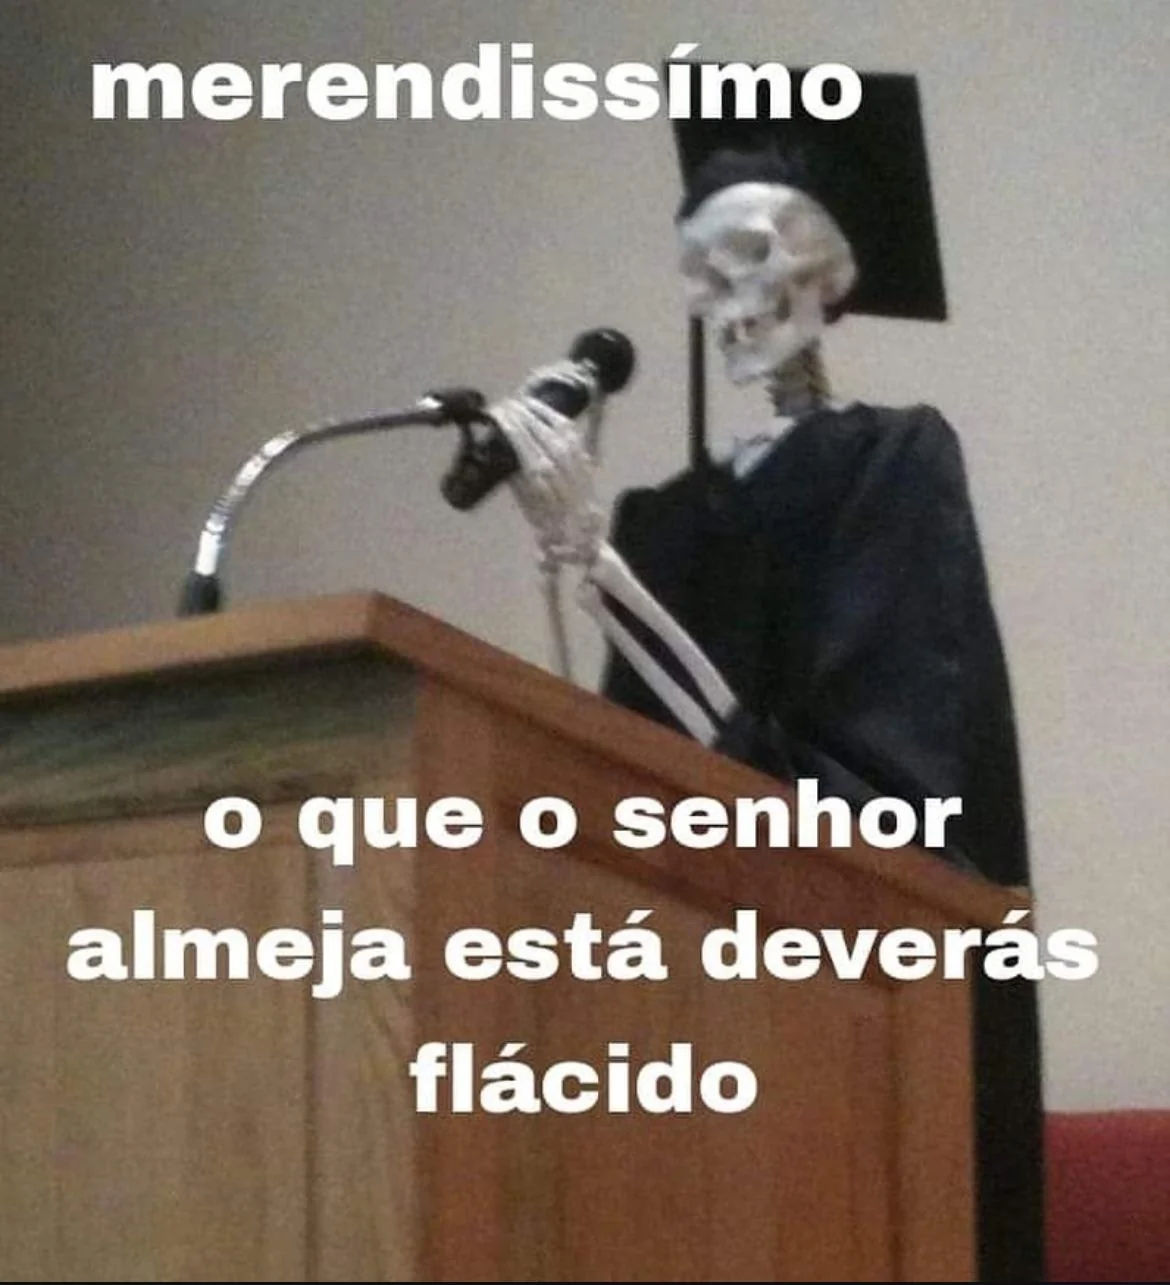 merendissímo
o que o senhor
almeja está deverás
flácido